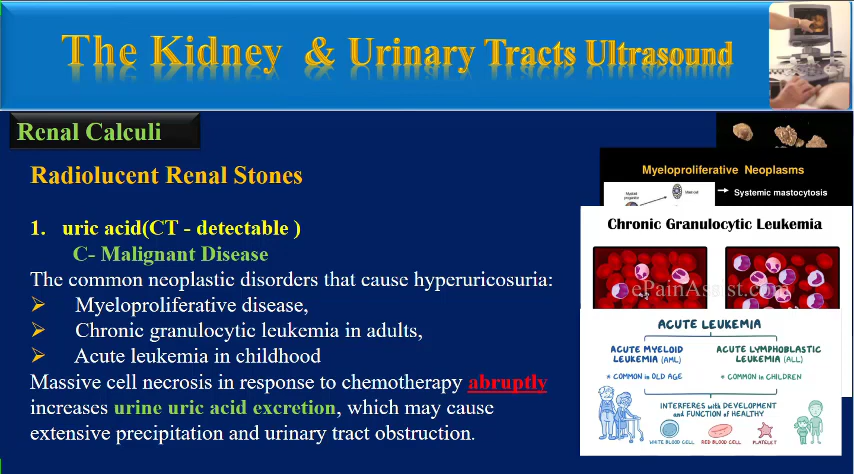 The Kidney & Urinary Tracts Ultrasound
Renal Calculi
Radiolucent Renal Stones
1. uric acid(CT - detectable )
C- Malignant Disease
The common neoplastic disorders that cause hyperuricosuria:
➢ Myeloproliferative disease,
➢ Chronic granulocytic leukemia in adults,
➢ Acute leukemia in childhood
Massive cell necrosis in response to chemotherapy abruptly
increases urine uric acid excretion, which may cause
extensive precipitation and urinary tract obstruction.
Myeloproliferative Neoplasms
Systemic mastocytosis
Chronic Granulocytic Leukemia
ePainAssist.com
ACUTE LEUKEMIA
ACUTE MYELOID
LEUKEMIA (AML)
* COMMON in OLD AGE
ACUTE LYMPHOBLASTIC
LEUKEMIA (ALL)
* COMMON in CHILDREN
INTERFERES with DEVELOPMENT
and FUNCTION of HEALTHY
WHITE BLOOD CELL
RED BLOOD CELL
PLATELET